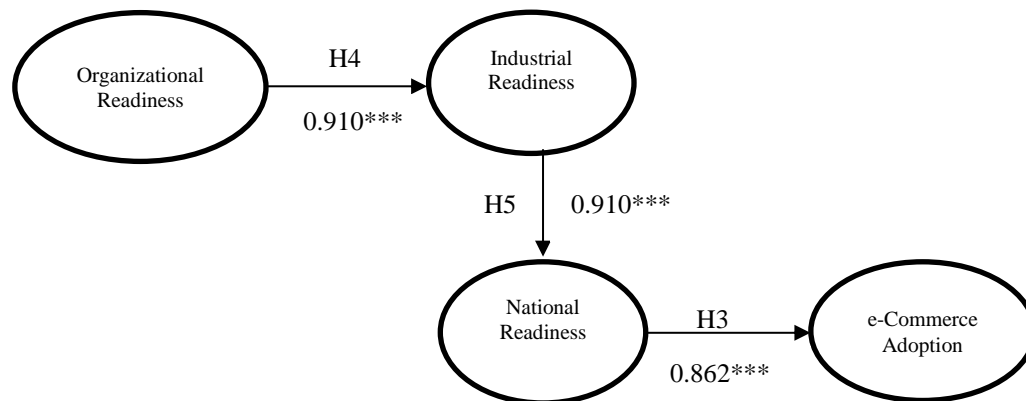 Organizational
Readiness
H4
0.910***
Industrial
Readiness
H5
0.910***
National
Readiness
H3
0.862***
e-Commerce
Adoption